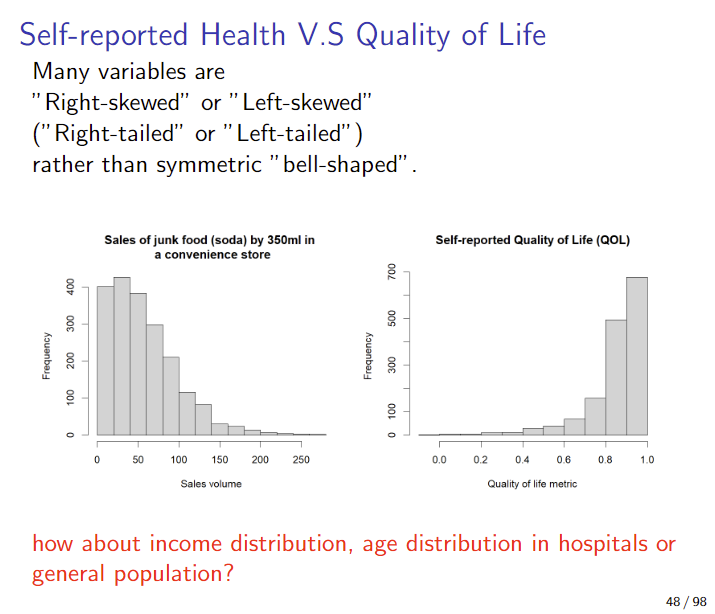 Self-reported Health V.S Quality of Life
Many variables are
”Right-skewed” or ”Left-skewed”
(”Right-tailed” or ”Left-tailed”)
rather than symmetric ”bell-shaped”.
Sales of junk food (soda) by 350ml in
a convenience store
Frequency
0 100 200 300 400
0 50 100 150 200 250
Sales volume
Self-reported Quality of Life (QOL)
Frequency
0 100 300 500 700
0.0 0.2 0.4 0.6 0.8 1.0
Quality of life metric
how about income distribution, age distribution in hospitals or
general population?
48 / 98